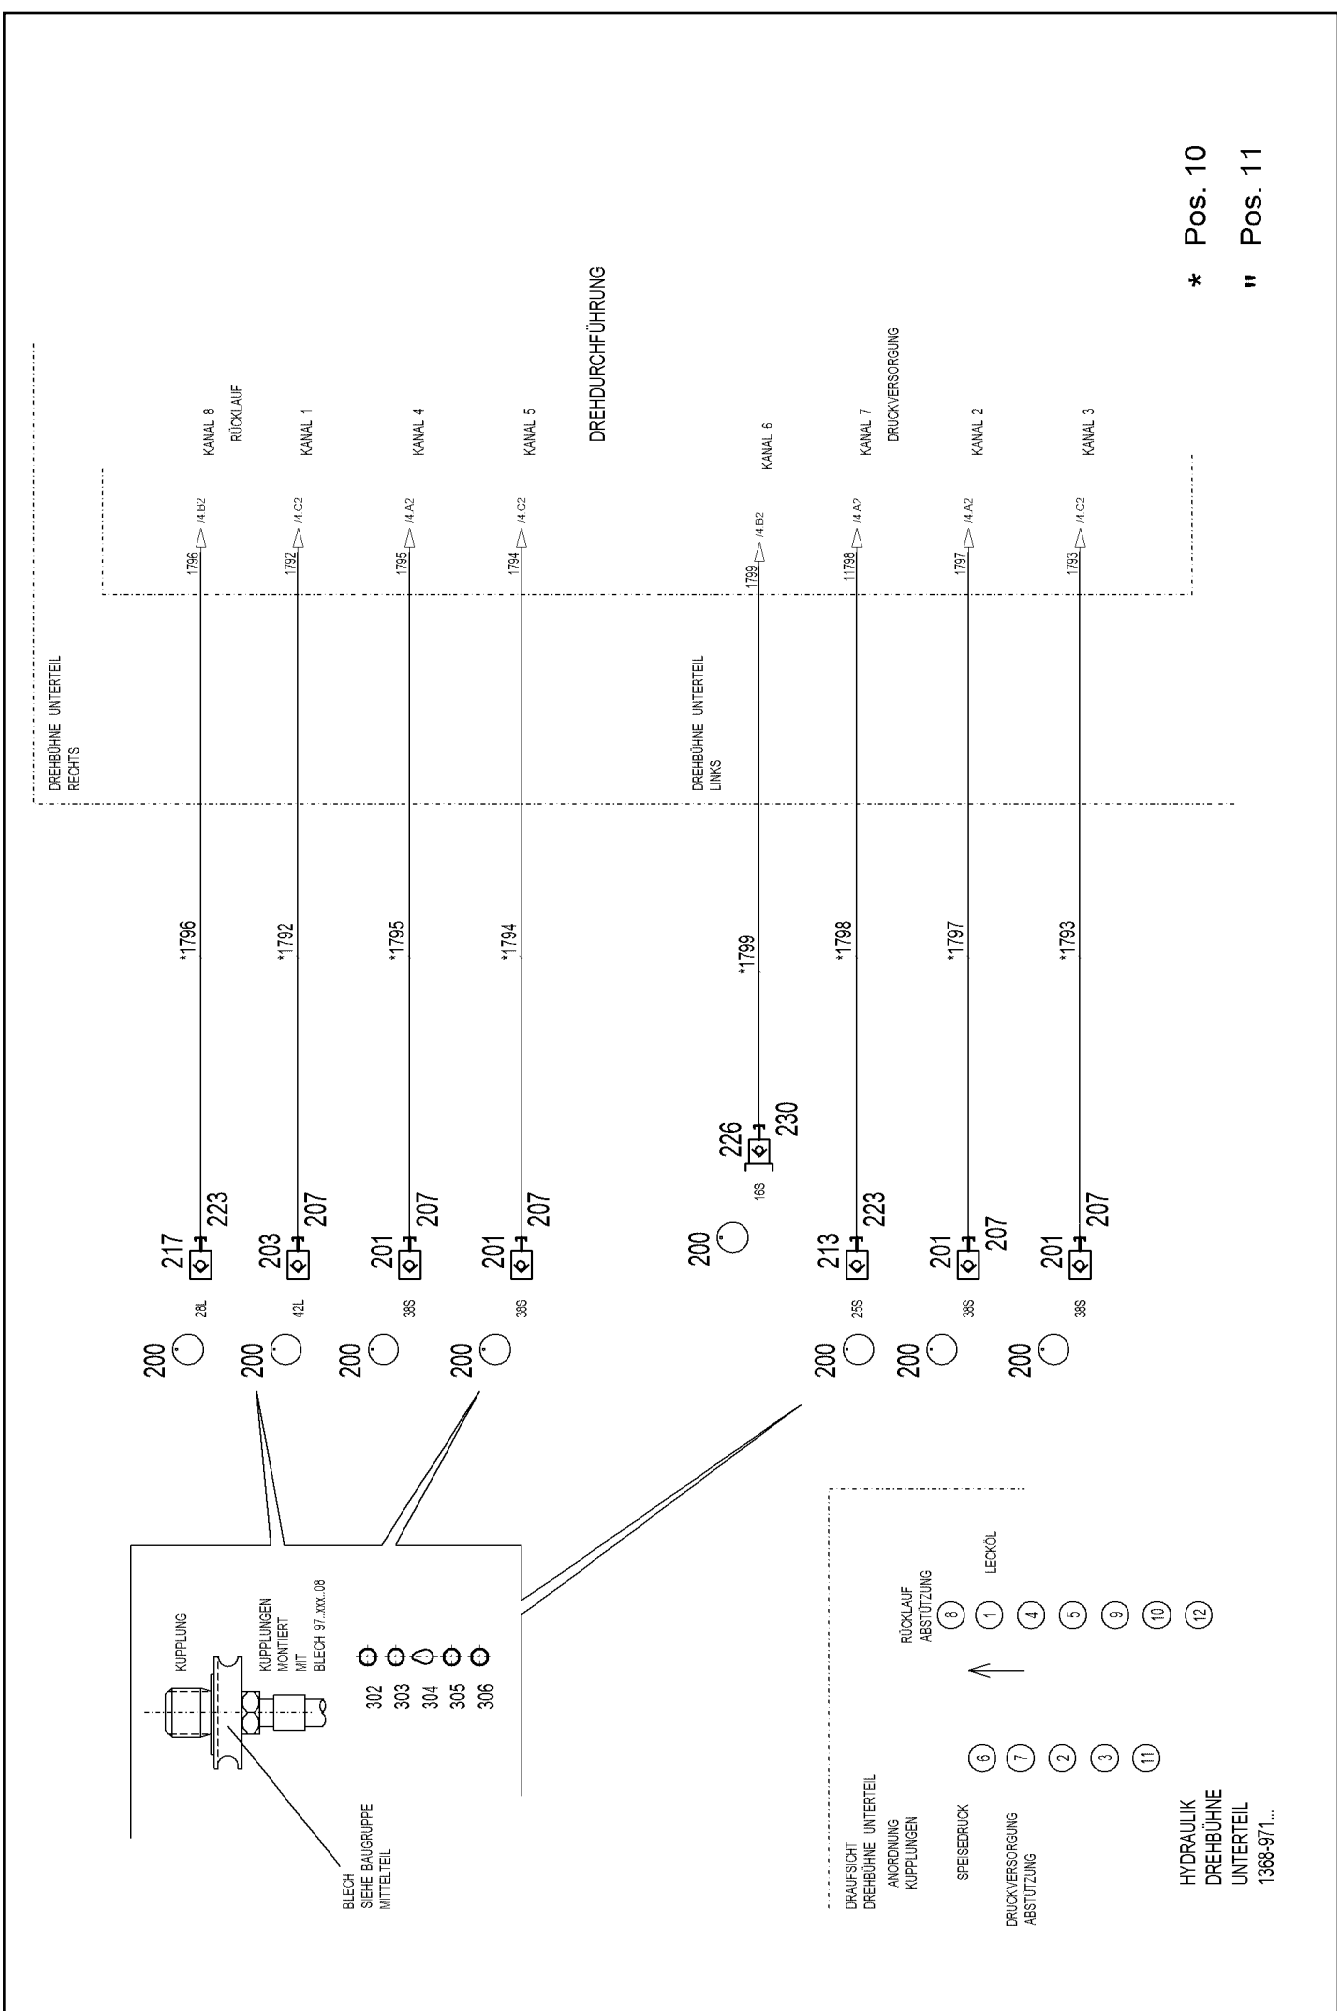 BLECH
SIEHE BAUGRUPPE
MITTELTEIL
KUPPLUNG
KUPPLUNGEN
MONTIERT
MIT
BLECH 97..xxx..08
302
303
304
305
306
200
28L
217
223
*1796
DREHBÜHNE UNTERTEIL
RECHTS
1796
/4.B2
KANAL 8
RÜCKLAUF
200
42L
203
207
*1792
1792
/4.C2
KANAL 1
200
38S
201
207
*1795
1795
/4.A2
KANAL 4
200
38S
201
207
*1794
1794
/4.C2
KANAL 5
DREHDURCHFÜHRUNG
200
16S
226
230
*1799
DREHBÜHNE UNTERTEIL
LINKS
1799
/4.B2
KANAL 6
200
25S
213
223
*1798
11798
/4.A2
KANAL 7
DRUCKVERSORGUNG
200
38S
201
207
*1797
1797
/4.A2
KANAL 2
200
38S
201
207
*1793
1793
/4.C2
KANAL 3
DRAUFSICHT
DREHBÜHNE UNTERTEIL
ANORDNUNG
KUPPLUNGEN
SPEISEDRUCK
DRUCKVERSORGUNG
ABSTÜTZUNG
6
7
2
3
11
RÜCKLAUF
ABSTÜTZUNG
8
1
LECKÖL
4
5
9
10
12
HYDRAULIK
DREHBÜHNE
UNTERTEIL
1368-971...
* Pos. 10
" Pos. 11